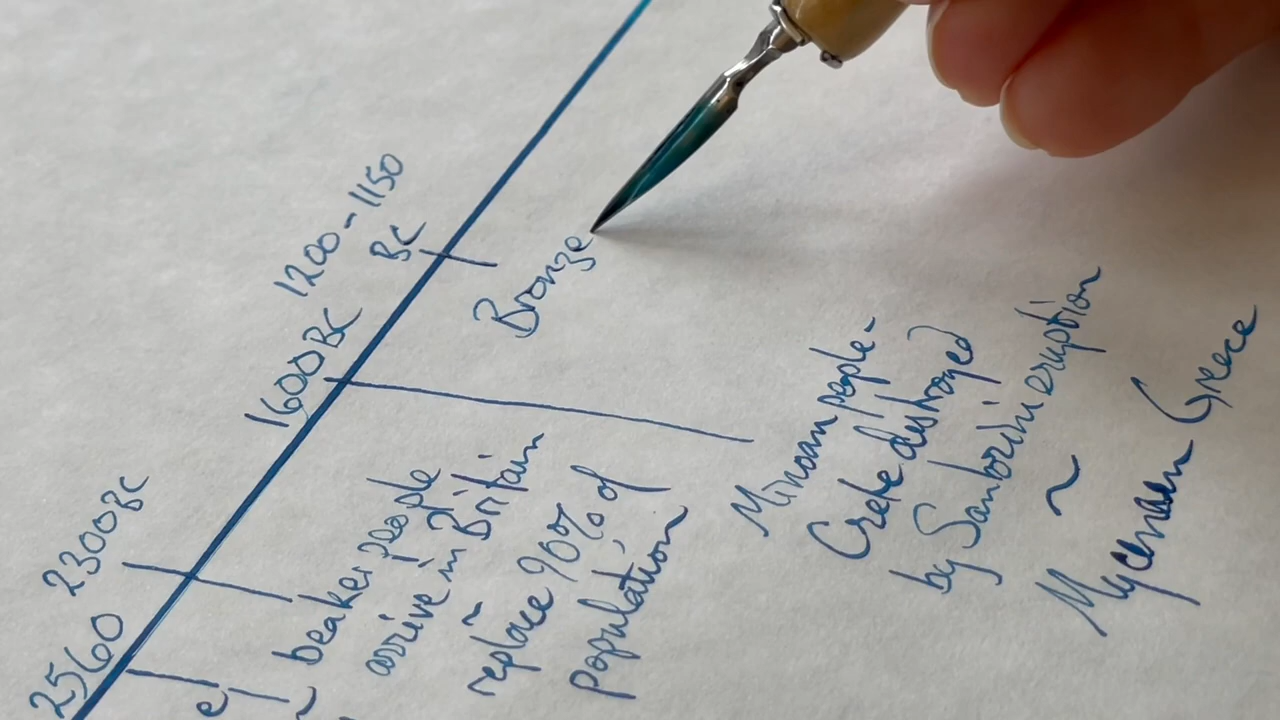 1200-1150
BC
Bronze
1600BC
Minoan people-
Crete destroyed
by Santorini eruption
~
Mycenaen Greece
2300BC
beaker people
arrive in Britain
~
replace 90% of
population
2560